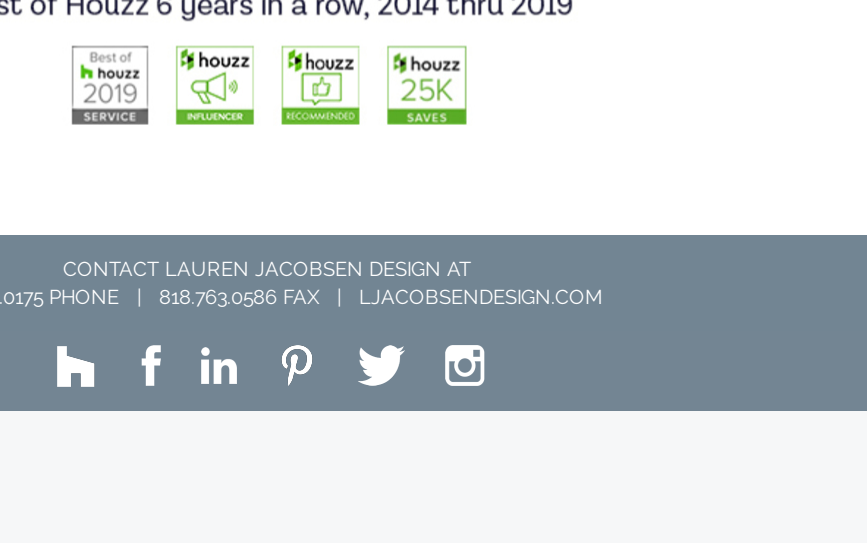 st of Houzz 6 years in a row, 2014 thru 2019
Best of
houzz
2019
SERVICE
houzz
INFLUENCER
houzz
RECOMMENDED
houzz
25K
SAVES
CONTACT LAUREN JACOBSEN DESIGN AT
.0175 PHONE | 818.763.0586 FAX | LJACOBSENDESIGN.COM